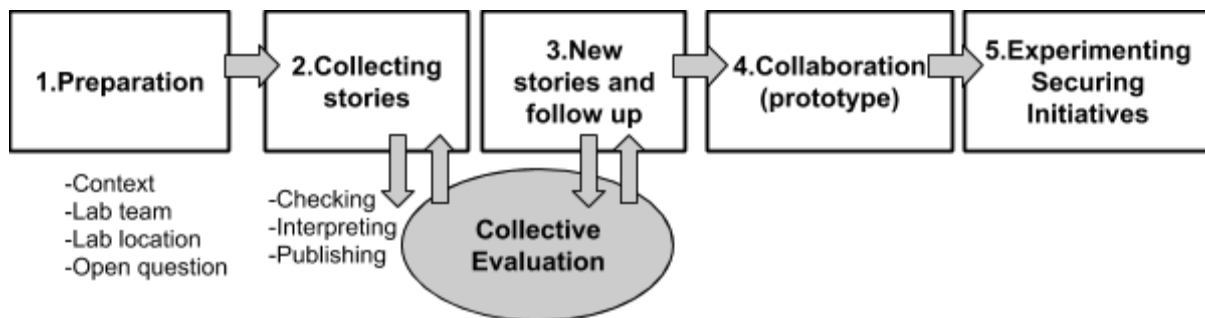 1.Preparation
2.Collecting
stories
3.New
stories and
follow up
4.Collaboration
(prototype)
5.Experimenting
Securing
Initiatives
-Context
-Lab team
-Lab location
-Open question
-Checking
-Interpreting
-Publishing
Collective
Evaluation